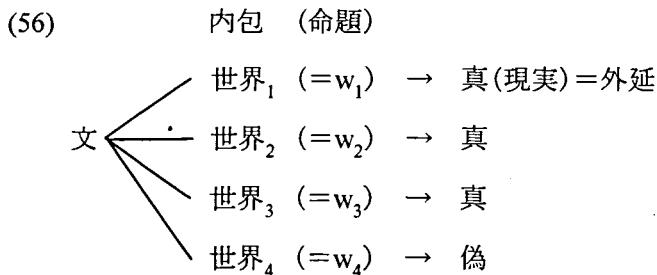 (56) 内包 (命題)
世界₁ (=w₁) → 真(現実)=外延
文 世界₂ (=w₂) → 真
世界₃ (=w₃) → 真
世界₄ (=w₄) → 偽